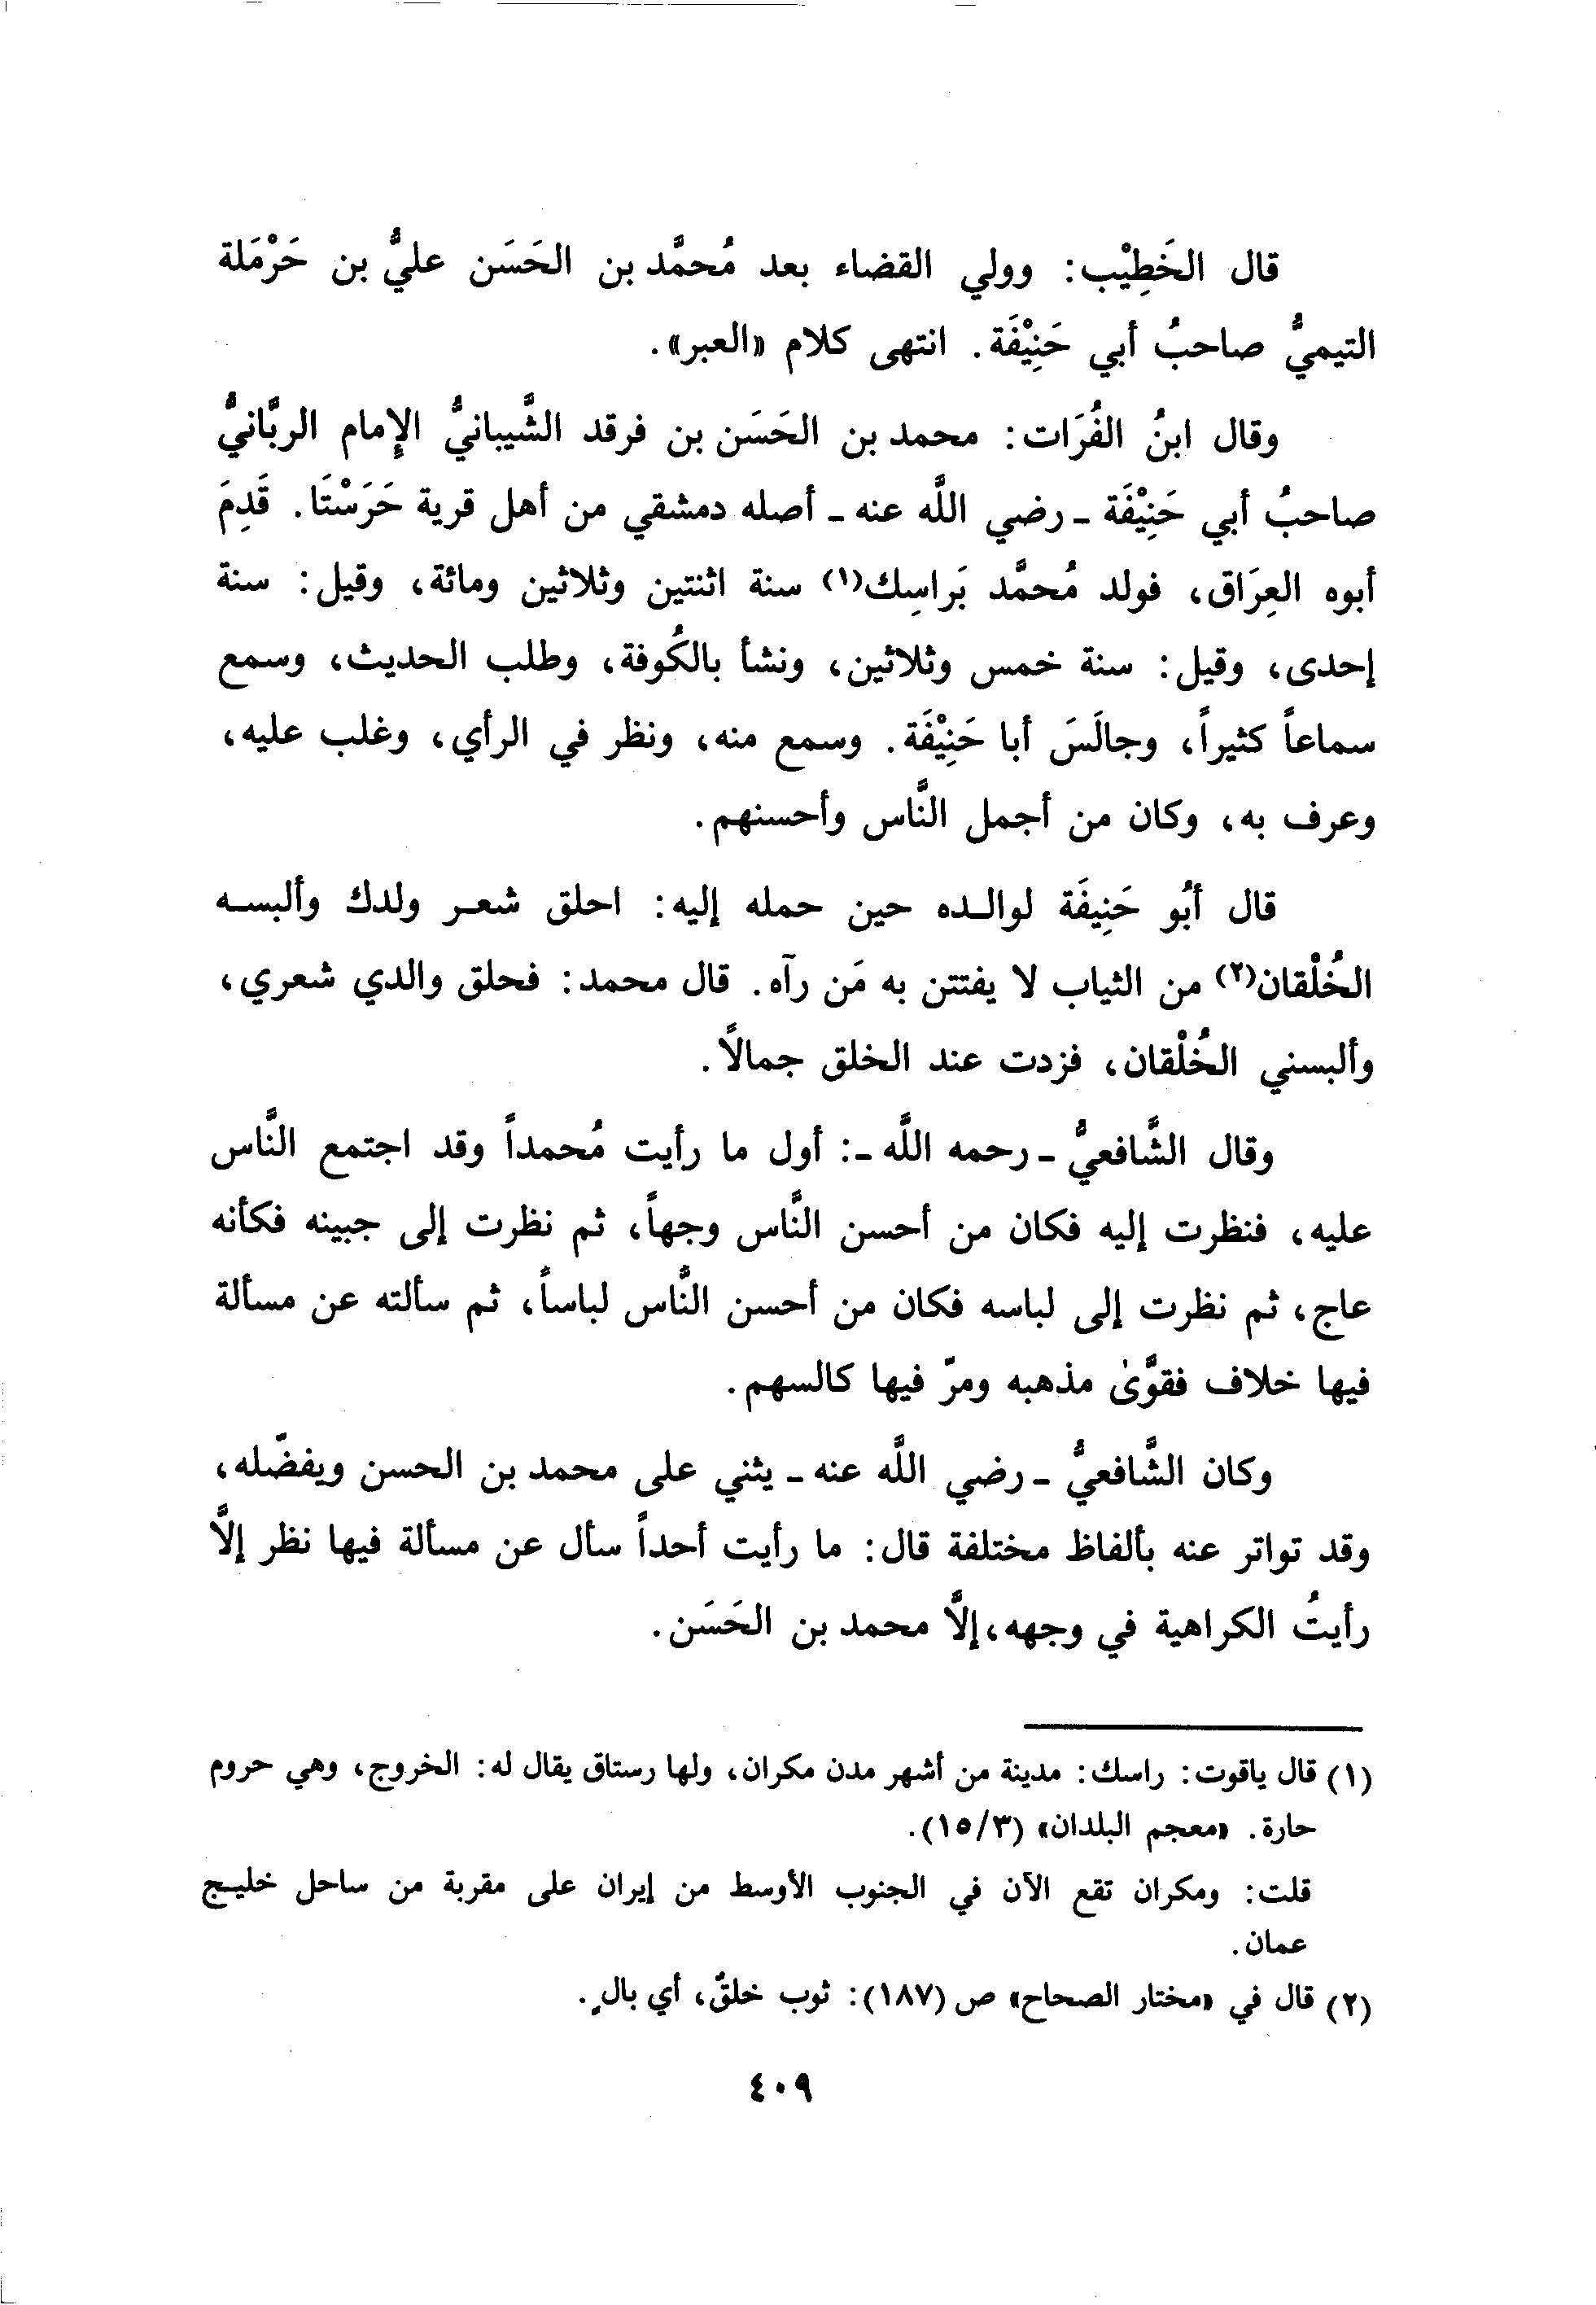 قال الخَطِيْب: وولي القضاء بعد مُحمَّد بن الحَسَن عليُّ بن حَرْمَلة
التيميُّ صاحبُ أبي حَنِيْفَة. انتهى كلام «العبر».
وقال ابنُ الفُرَات: محمد بن الحَسَن بن فرقد الشَّيبانيُّ الإِمام الربَّانيُّ
صاحبُ أبي حَنِيْفَة ـ رضي اللَّه عنه ـ أصله دمشقي من أهل قرية حَرَسْتَا. قَدِمَ
أبوه العِرَاق، فولد مُحمَّد بَراسِك(١) سنة اثنتين وثلاثين ومائة، وقيل: سنة
إحدى، وقيل: سنة خمس وثلاثين، ونشأ بالكُوفة، وطلب الحديث، وسمع
سماعاً كثيراً، وجالَسَ أبا حَنِيْفَة. وسمع منه، ونظر في الرأي، وغلب عليه،
وعرف به، وكان من أجمل النَّاس وأحسنهم.
قال أبُو حَنِيفَة لوالـده حين حمله إليه: احلق شعـر ولدك وألبسـه
الخُلْقان(٢) من الثياب لا يفتتن به مَن رآه. قال محمد: فحلق والدي شعري،
وألبسني الخُلْقان، فزدت عند الخلق جمالاً.
وقال الشَّافعيُّ ـ رحمه اللَّه ـ: أول ما رأيت مُحمداً وقد اجتمع النَّاس
عليه، فنظرت إليه فكان من أحسن النَّاس وجهاً، ثم نظرت إلى جبينه فكأنه
عاج، ثم نظرت إلى لباسه فكان من أحسن النَّاس لباساً، ثم سألته عن مسألة
فيها خلاف فقوَّىٰ مذهبه ومرّ فيها كالسهم.
وكان الشَّافعيُّ ـ رضي اللَّه عنه ـ يثني على محمد بن الحسن ويفضّله،
وقد تواتر عنه بألفاظ مختلفة قال: ما رأيت أحداً سأل عن مسألة فيها نظر إلَّا
رأيتُ الكراهية في وجهه، إلَّا محمد بن الحَسَن.
(١) قال ياقوت: راسك: مدينة من أشهر مدن مكران، ولها رستاق يقال له: الخروج، وهي حروم
حارة. «معجم البلدان» (١٥/٣).
قلت: ومكران تقع الآن في الجنوب الأوسط من إيران على مقربة من ساحل خليـج
عمان.
(٢) قال في «مختار الصحاح» ص (١٨٧): ثوب خلقٌ، أي بالٍ.
٤٠٩